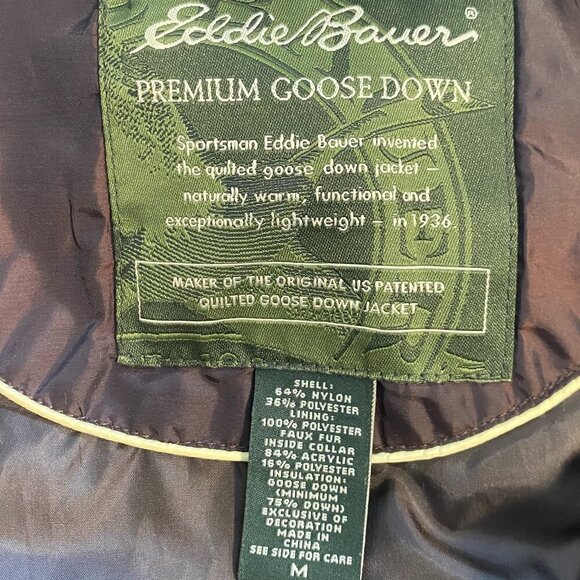 Eddie Bauer®
PREMIUM GOOSE DOWN
Sportsman Eddie Bauer invented
the quilted goose down jacket –
naturally warm, functional and
exceptionally lightweight – in 1936.
MAKER OF THE ORIGINAL US PATENTED
QUILTED GOOSE DOWN JACKET
SHELL:
64% NYLON
36% POLYESTER
LINING:
100% POLYESTER
FAUX FUR
INSIDE COLLAR
84% ACRYLIC
16% POLYESTER
INSULATION:
GOOSE DOWN
(MINIMUM
75% DOWN)
EXCLUSIVE OF
DECORATION
MADE IN
CHINA
SEE SIDE FOR CARE
M